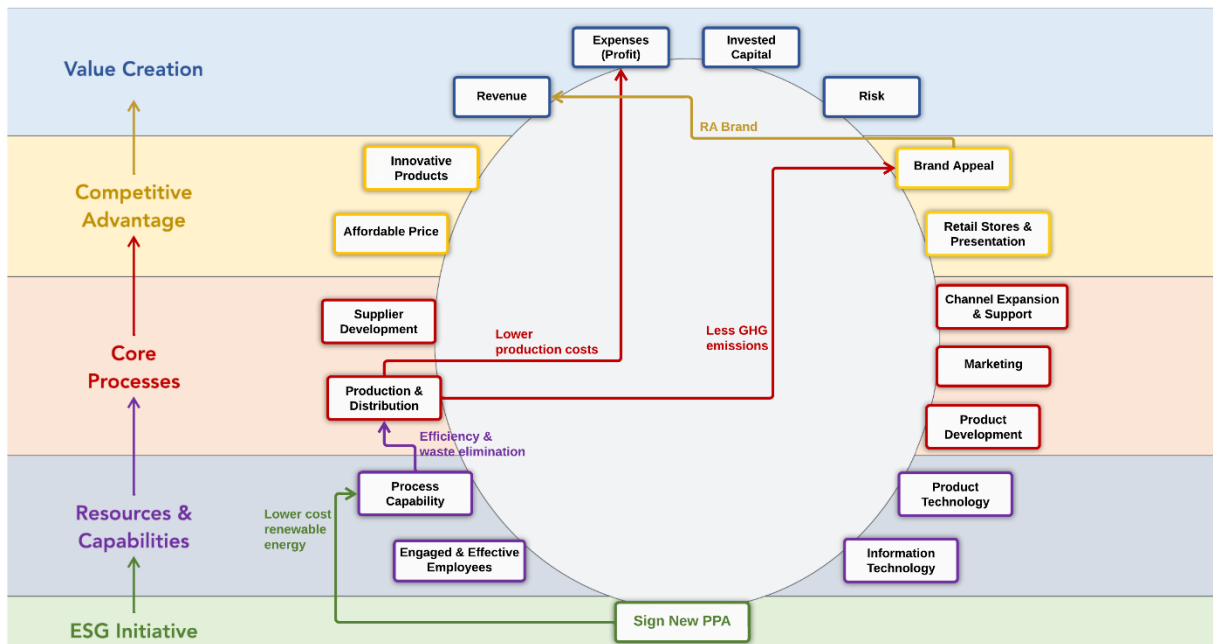 Expenses
(Profit)
Invested
Capital
Value Creation
Revenue
Risk
RA Brand
Innovative
Products
Brand Appeal
Competitive
Advantage
Affordable Price
Retail Stores &
Presentation
Supplier
Development
Channel Expansion
& Support
Lower
production costs
Less GHG
emissions
Core
Processes
Marketing
Production &
Distribution
Product
Development
Efficiency &
waste elimination
Process
Capability
Product
Technology
Resources &
Capabilities
Lower cost
renewable
energy
Engaged & Effective
Employees
Information
Technology
ESG Initiative
Sign New PPA